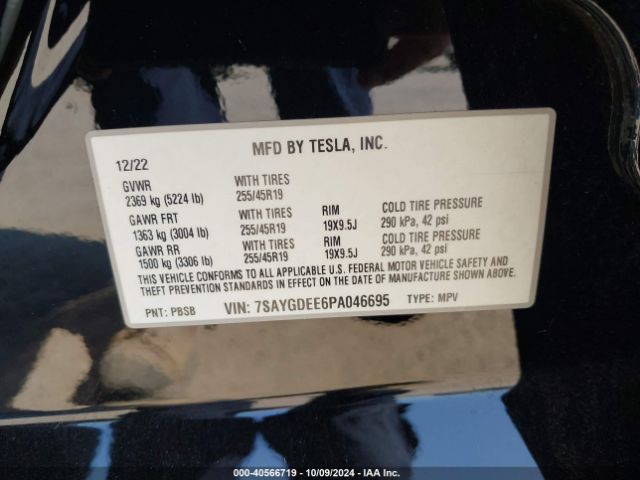 MFD BY TESLA, INC.
12/22
GVWR WITH TIRES
2369 kg (5224 lb) 255/45R19
GAWR FRT WITH TIRES RIM COLD TIRE PRESSURE
1363 kg (3004 lb) 255/45R19 19X9.5J 290 kPa, 42 psi
GAWR RR WITH TIRES RIM COLD TIRE PRESSURE
1500 kg (3306 lb) 255/45R19 19X9.5J 290 kPa, 42 psi
THIS VEHICLE CONFORMS TO ALL APPLICABLE U.S. FEDERAL MOTOR VEHICLE SAFETY AND
THEFT PREVENTION STANDARDS IN EFFECT ON THE DATE OF MANUFACTURE SHOWN ABOVE.
PNT: PBSB VIN: 7SAYGDEE6PA046695 TYPE: MPV
000-40566719 - 10/09/2024 - IAA Inc.